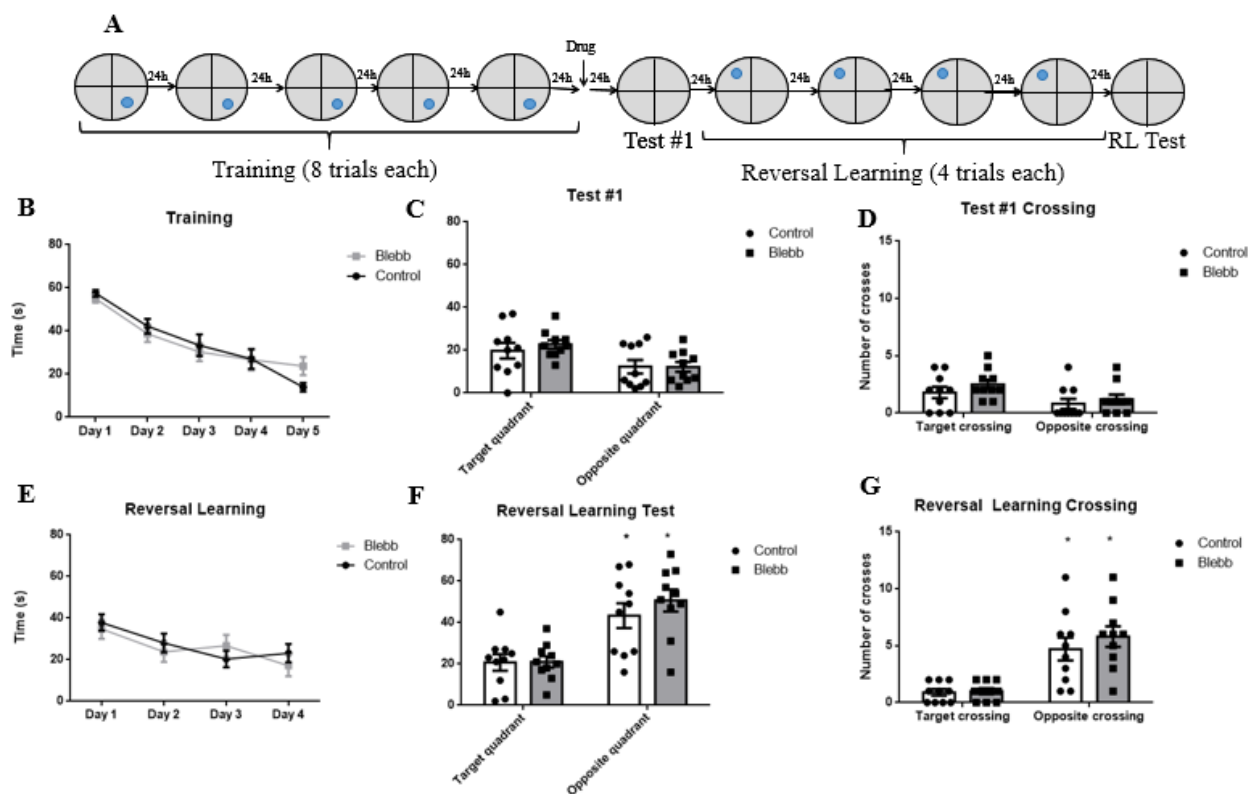 A
Drug
24h 24h 24h 24h 24h 24h 24h 24h 24h 24h 24h
Test #1
RL Test
Training (8 trials each)
Reversal Learning (4 trials each)
B
Training
Time (s)
80
60
40
20
0
Day 1 Day 2 Day 3 Day 4 Day 5
Blebb
Control
C
Test #1
80
60
40
20
0
Target quadrant
Opposite quadrant
Control
Blebb
D
Test #1 Crossing
Number of crosses
15
10
5
0
Target crossing Opposite crossing
Control
Blebb
E
Reversal Learning
Time (s)
80
60
40
20
0
Day 1 Day 2 Day 3 Day 4
Blebb
Control
F
Reversal Learning Test
80
60
40
20
0
* *
Target quadrant
Opposite quadrant
Control
Blebb
G
Reversal Learning Crossing
Number of crosses
15
10
5
0
* *
Target crossing Opposite crossing
Control
Blebb